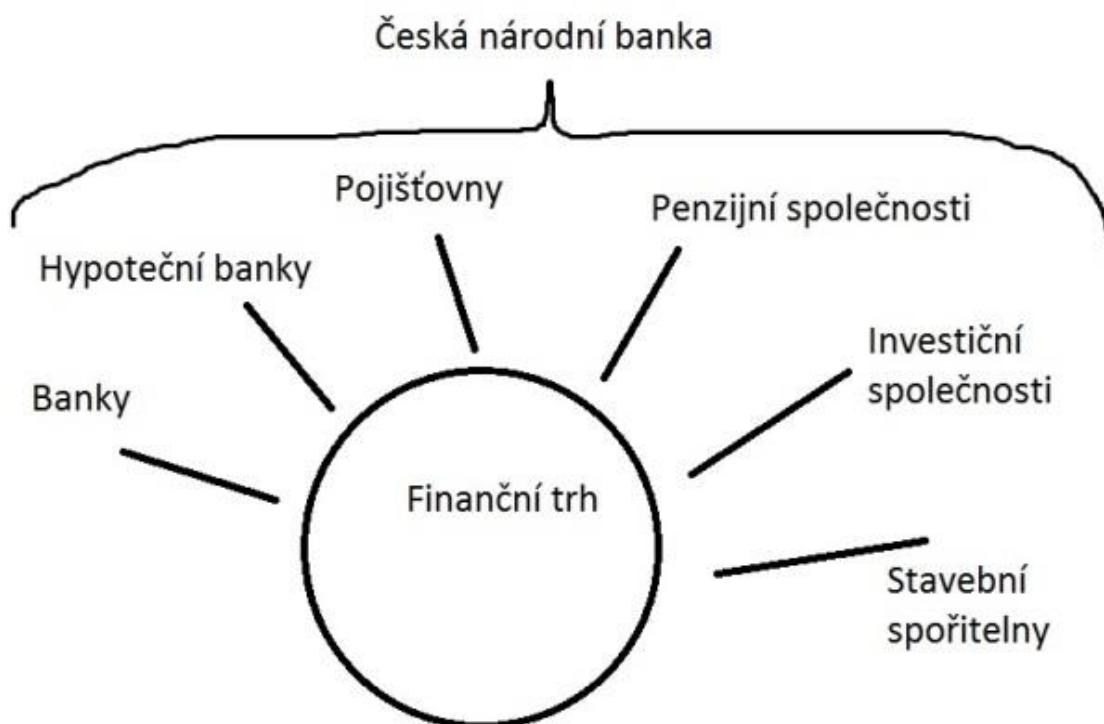 Česká národní banka
Pojišťovny
Penzijní společnosti
Hypoteční banky
Investiční
společnosti
Banky
Finanční trh
Stavební
spořitelny